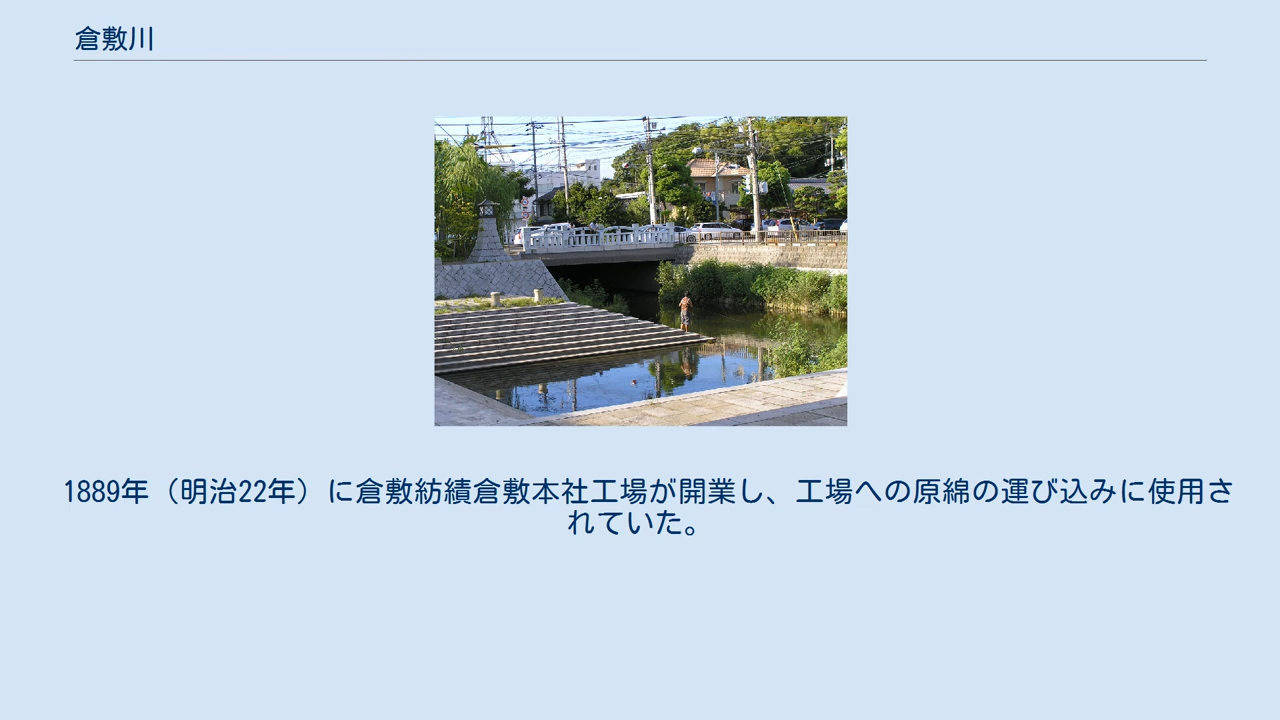 倉敷川
1889年（明治22年）に倉敷紡績倉敷本社工場が開業し、工場への原綿の運び込みに使用さ
れていた。